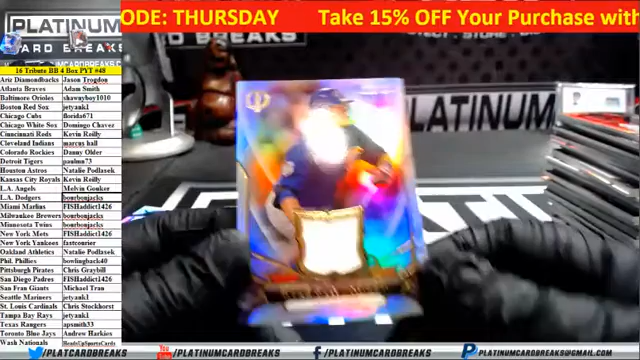 PLATINUM
CARD BREAKS
ODE: THURSDAY Take 15% OFF Your Purchase with
PLATINUM
16 Tribute BB 4 Box PYT #48
Ariz Diamondbacks Jason Trogdon
Atlanta Braves Adam Smith
Baltimore Orioles shawnyboy1010
Boston Red Sox jetyank1
Chicago Cubs florida671
Chicago White Sox Domingo Chavez
Cinncinnati Reds Kevin Reilly
Cleveland Indians marcus hall
Colorado Rockies Danny Older
Detroit Tigers paulnn73
Houston Astros Natalie Podlasek
Kansas City Royals Kevin Reilly
L.A. Angels Melvin Gonker
L.A. Dodgers bourbonjacks
Miami Marlins FISHaddict1426
Milwaukee Brewers bourbonjacks
Minnesota Twins bourbonjacks
New York Mets FISHaddict1426
New York Yankees fastcourier
Oakland Athletics Natalie Podlasek
Phil. Phillies bowlingback40
Pittsburgh Pirates Chris Graybill
San Diego Padres FISHaddict1426
San Fran Giants Michael Tran
Seattle Mariners jetyank1
St. Louis Cardinals Chris Stockhorst
Tampa Bay Rays jetyank1
Texas Rangers apsmith33
Toronto Blue Jays Andrew Harkies
Wash Nationals BeadsUpSportsCards
/PLATCARDBREAKS /PLATINUMCARDBREAKS /PLATINUMCARDBREAKS@GMAIL.COM